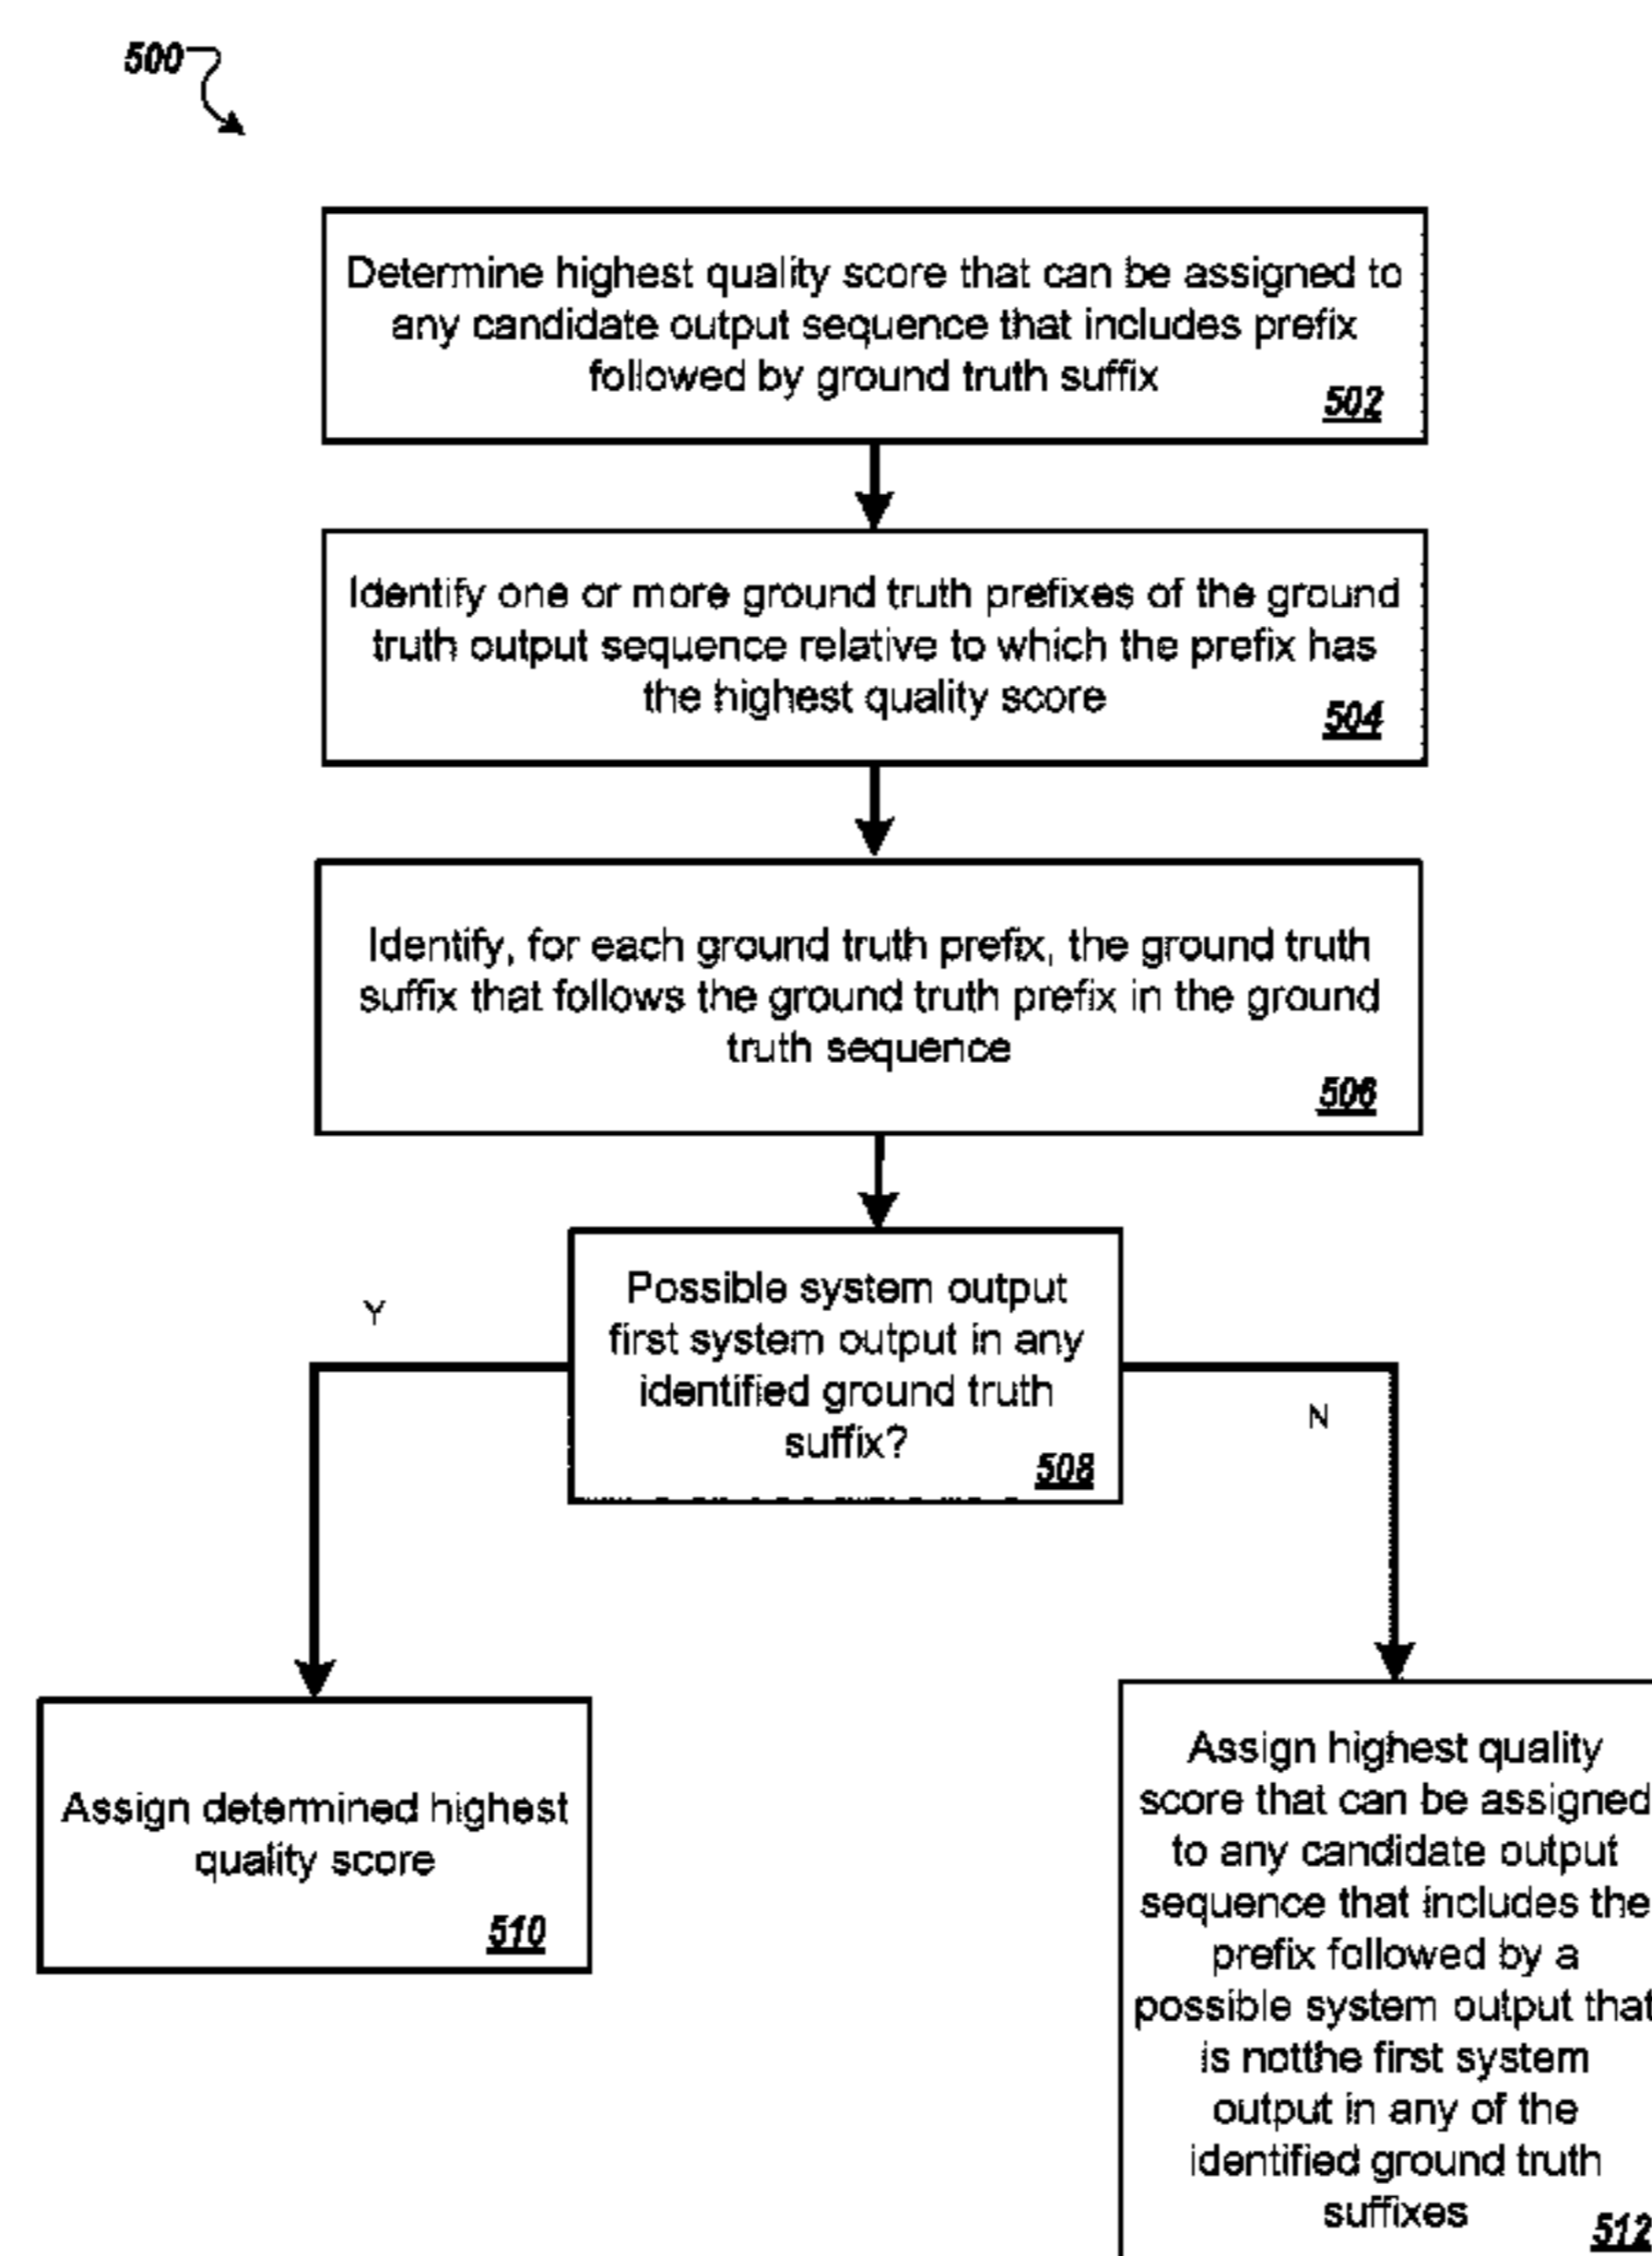 500
Determine highest quality score that can be assigned to
any candidate output sequence that includes prefix
followed by ground truth suffix
502
Identify one or more ground truth prefixes of the ground
truth output sequence relative to which the prefix has
the highest quality score
504
Identify, for each ground truth prefix, the ground truth
suffix that follows the ground truth prefix in the ground
truth sequence
506
Possible system output
first system output in any
identified ground truth
suffix?
508
Y
N
Assign determined highest
quality score
510
Assign highest quality
score that can be assigned
to any candidate output
sequence that includes the
prefix followed by a
possible system output that
is notthe first system
output in any of the
identified ground truth
suffixes
512